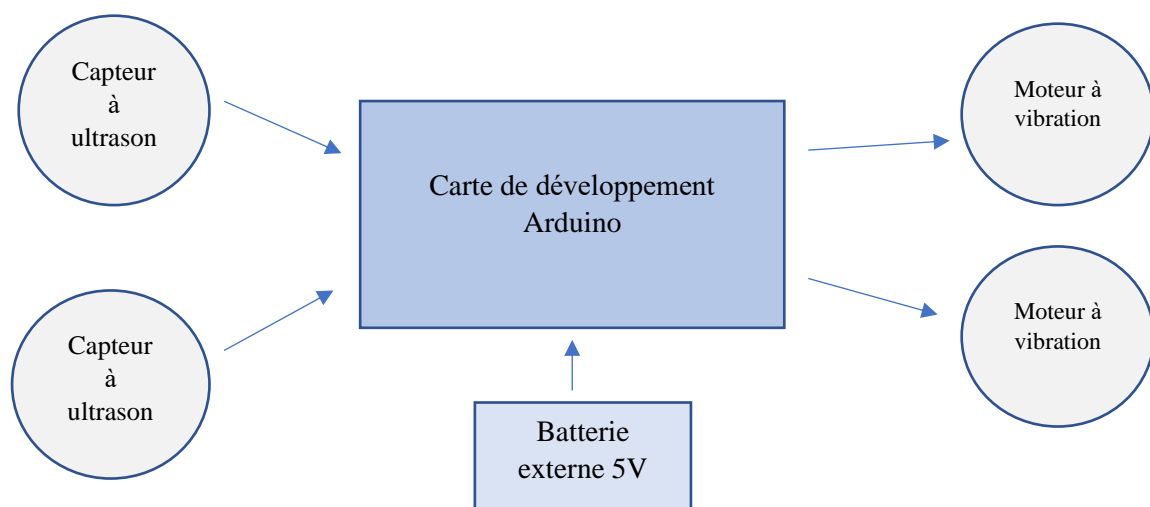 Capteur
à
ultrason
Carte de développement
Arduino
Moteur à
vibration
Capteur
à
ultrason
Moteur à
vibration
Batterie
externe 5V